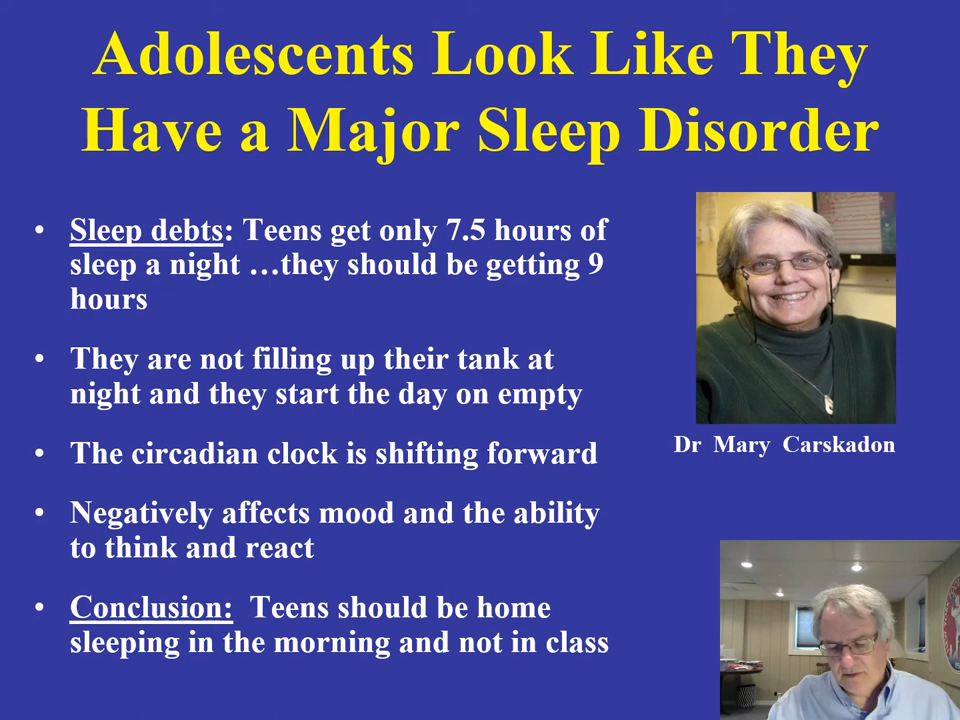 Adolescents Look Like They
Have a Major Sleep Disorder
• Sleep debts: Teens get only 7.5 hours of
sleep a night …they should be getting 9
hours
• They are not filling up their tank at
night and they start the day on empty
• The circadian clock is shifting forward
• Negatively affects mood and the ability
to think and react
• Conclusion: Teens should be home
sleeping in the morning and not in class
Dr Mary Carskadon